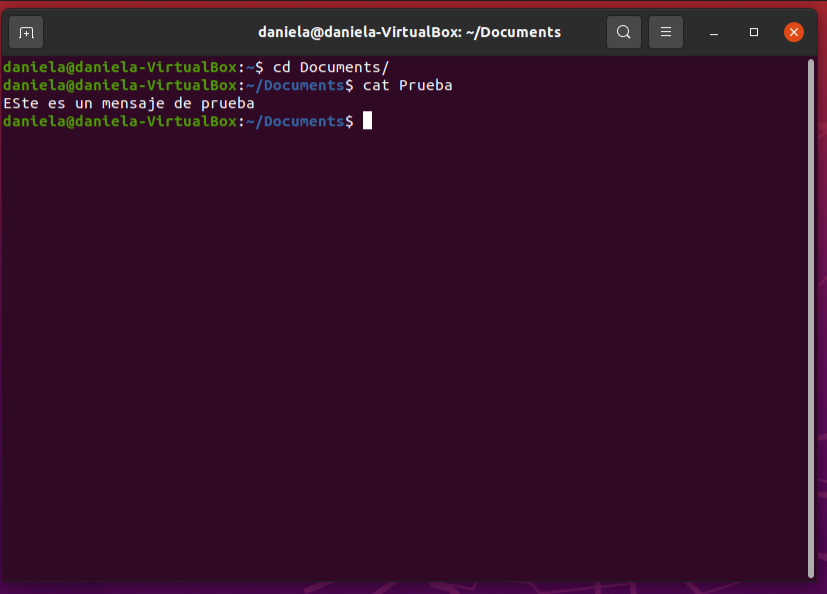 daniela@daniela-VirtualBox: ~/Documents
daniela@daniela-VirtualBox:~$ cd Documents/
daniela@daniela-VirtualBox:~/Documents$ cat Prueba
ESte es un mensaje de prueba
daniela@daniela-VirtualBox:~/Documents$